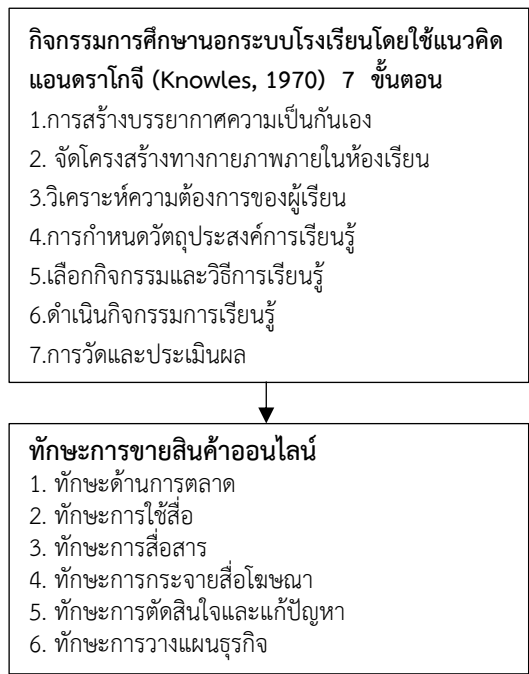 กิจกรรมการศึกษานอกระบบโรงเรียนโดยใช้แนวคิด
แอนดราโกจี (Knowles, 1970) 7 ขั้นตอน
1.การสร้างบรรยากาศความเป็นกันเอง
2. จัดโครงสร้างทางกายภาพภายในห้องเรียน
3.วิเคราะห์ความต้องการของผู้เรียน
4.การกำหนดวัตถุประสงค์การเรียนรู้
5.เลือกกิจกรรมและวิธีการเรียนรู้
6.ดำเนินกิจกรรมการเรียนรู้
7.การวัดและประเมินผล
ทักษะการขายสินค้าออนไลน์
1. ทักษะด้านการตลาด
2. ทักษะการใช้สื่อ
3. ทักษะการสื่อสาร
4. ทักษะการกระจายสื่อโฆษณา
5. ทักษะการตัดสินใจและแก้ปัญหา
6. ทักษะการวางแผนธุรกิจ